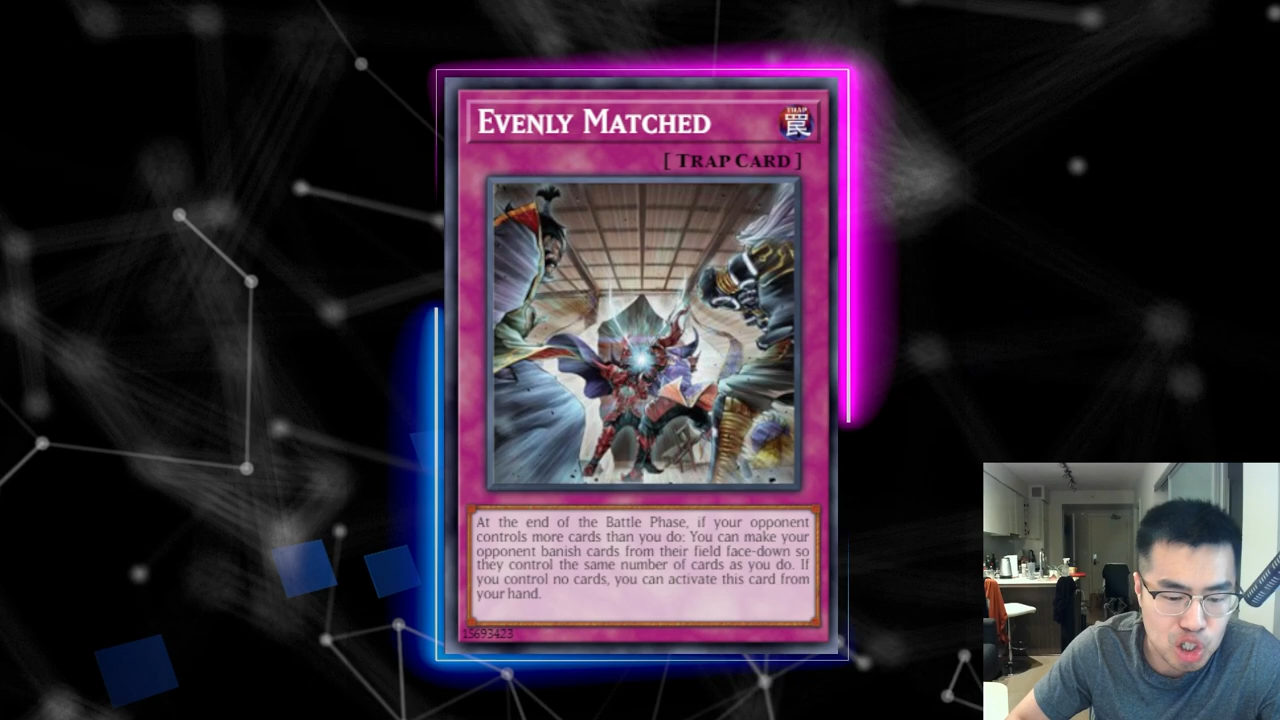 EVENLY MATCHED
TRAP
罠
[ TRAP CARD ]
At the end of the Battle Phase, if your opponent
controls more cards than you do: You can make your
opponent banish cards from their field face-down so
they control the same number of cards as you do. If
you control no cards, you can activate this card from
your hand.
15693423